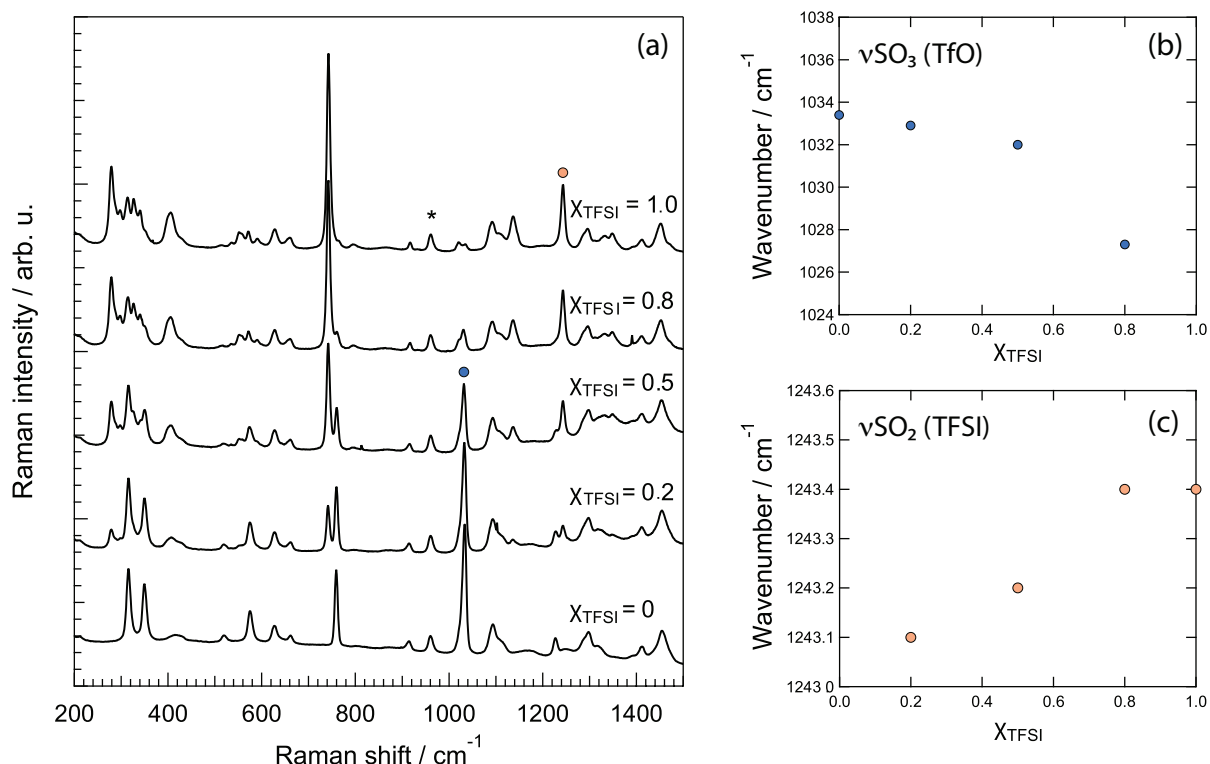 (a)
*
χTFSI = 1.0
χTFSI = 0.8
χTFSI = 0.5
χTFSI = 0.2
χTFSI = 0
Raman intensity / arb. u.
200 400 600 800 1000 1200 1400
Raman shift / cm⁻¹
νSO₃ (TfO)
(b)
1038
1036
1034
1032
1030
1028
1026
1024
Wavenumber / cm⁻¹
0.0 0.2 0.4 0.6 0.8 1.0
χTFSI
νSO₂ (TFSI)
(c)
1243.6
1243.5
1243.4
1243.3
1243.2
1243.1
1243 0
Wavenumber / cm⁻¹
0.0 0.2 0.4 0.6 0.8 1.0
χTFSI